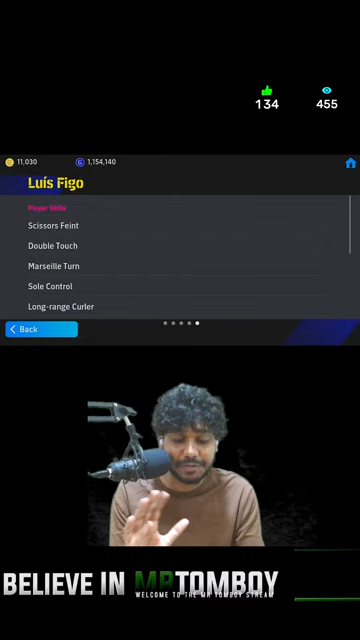 134 455
11,030 1,154,140
Luís Figo
Player Skills
Scissors Feint
Double Touch
Marseille Turn
Sole Control
Long-range Curler
Back
BELIEVE IN MRTOMBOY
WELCOME TO THE MR TOMBOY STREAM